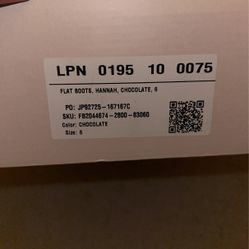 LPN 0195 10 0075
FLAT BOOTS, HANNAH, CHOCOLATE, 6
PO: JP92725-167167C
SKU: FB2044674-2800-83060
Color: CHOCOLATE
Size: 6